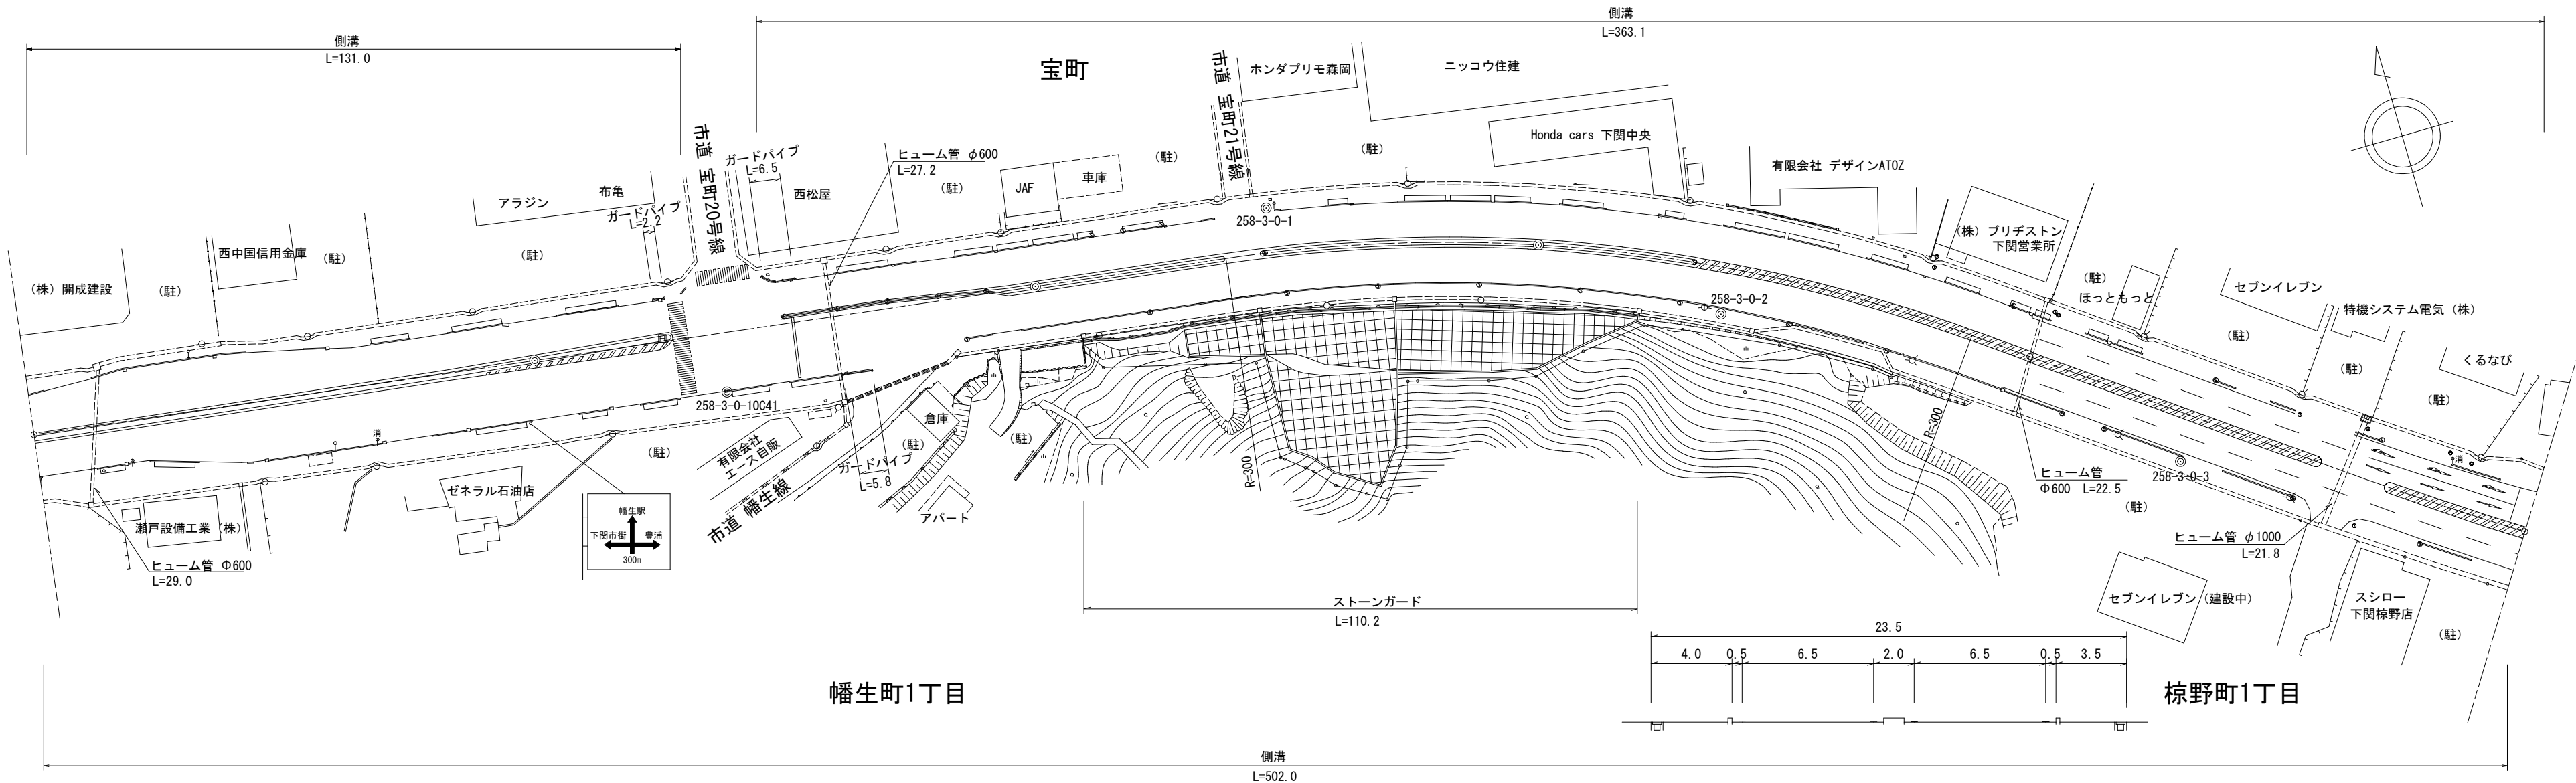 側溝
L=131.0
側溝
L=363.1
宝町
市道 宝町20号線
市道 宝町21号線
ホンダプリモ森岡
ニッコウ住建
Honda cars 下関中央
有限会社 デザインATOZ
(株) ブリヂストン
下関営業所
(駐)
ほっともっと
セブンイレブン
特機システム電気 (株)
くるなび
(駐)
(駐)
(駐)
(株) 開成建設
(駐)
西中国信用金庫
(駐)
アラジン
布亀
(駐)
ガードパイプ
L=2.2
ガードパイプ
L=6.5
西松屋
ヒューム管 φ600
L=27.2
(駐)
JAF
車庫
(駐)
(駐)
258-3-0-1
258-3-0-2
258-3-0-3
258-3-0-10C41
消
消
(駐)
瀬戸設備工業 (株)
ヒューム管 Φ600
L=29.0
ゼネラル石油店
幡生駅
下関市街
豊浦
300m
有限会社
エース自販
市道 幡生線
倉庫
(駐)
ガードパイプ
L=5.8
アパート
(駐)
R=300
R=300
ストーンガード
L=110.2
ヒューム管
Φ600 L=22.5
(駐)
ヒューム管 φ1000
L=21.8
セブンイレブン (建設中)
スシロー
下関椋野店
(駐)
23.5
4.0
0.5
6.5
2.0
6.5
0.5
3.5
幡生町1丁目
椋野町1丁目
側溝
L=502.0